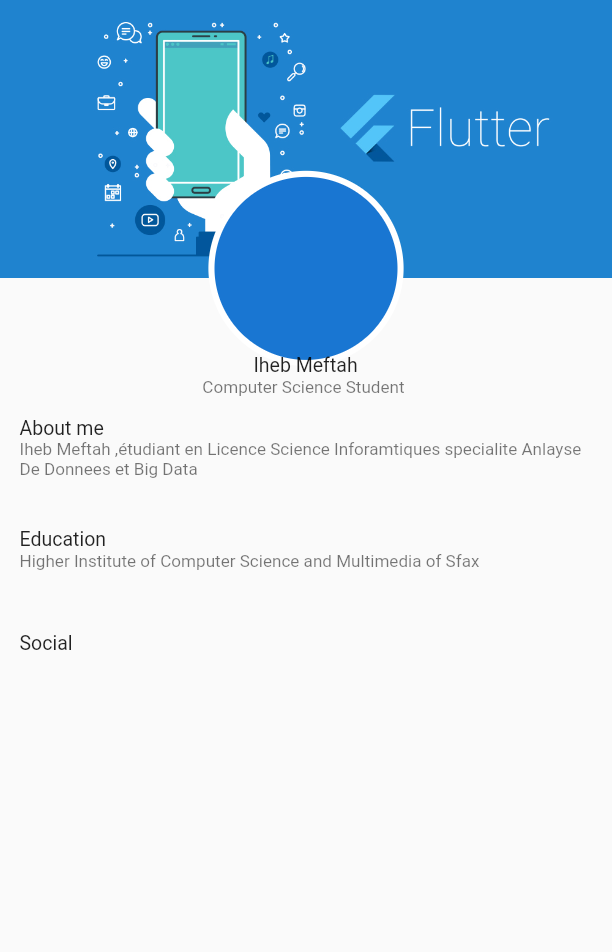 Flutter
Iheb Meftah
Computer Science Student
About me
Iheb Meftah ,étudiant en Licence Science Inforamtiques specialite Anlayse
De Donnees et Big Data
Education
Higher Institute of Computer Science and Multimedia of Sfax
Social